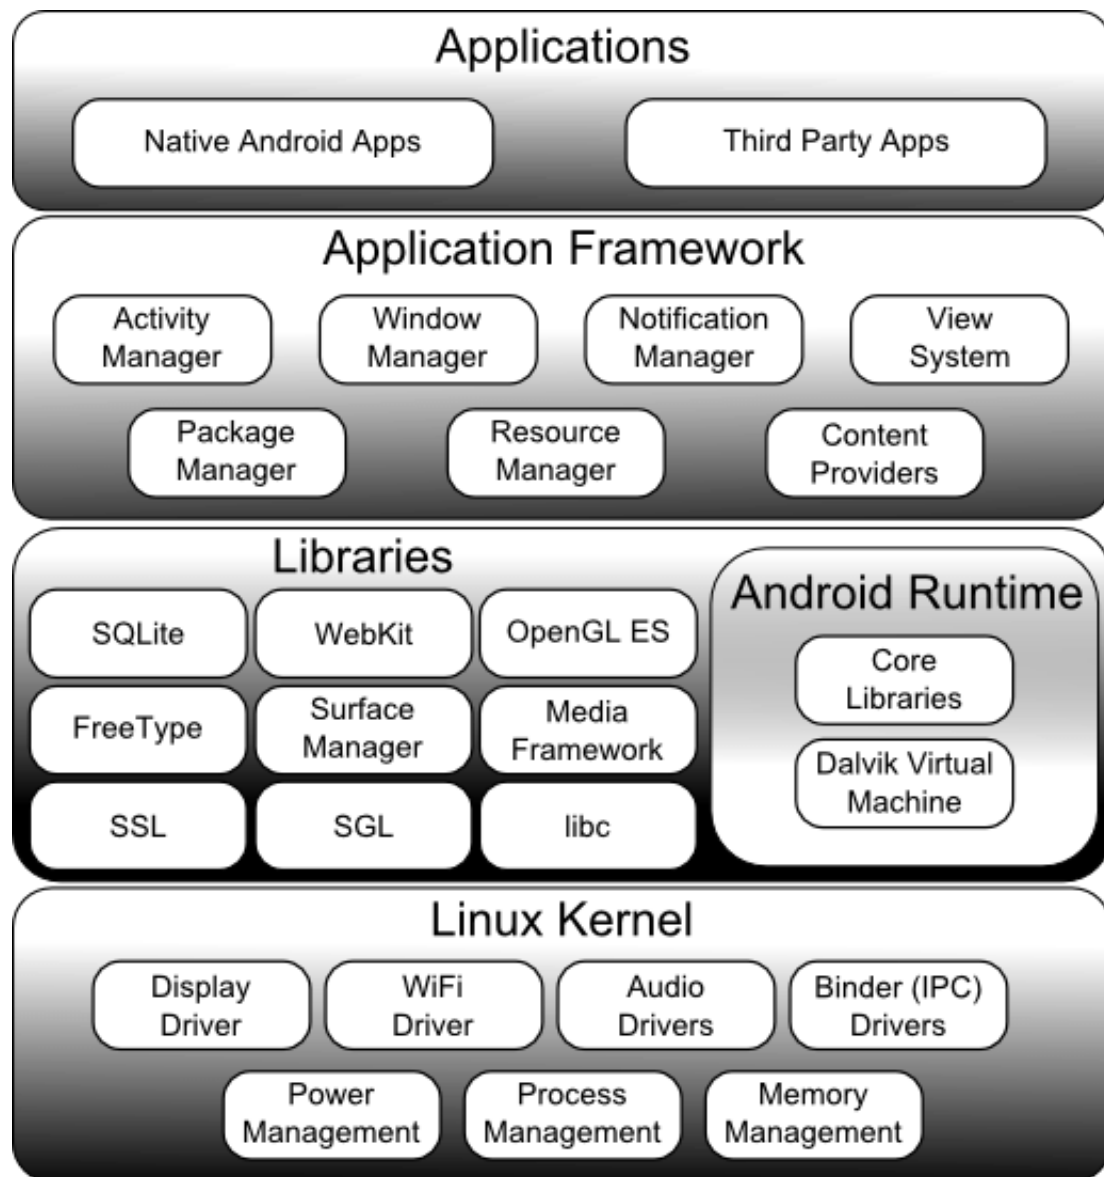 Applications
Native Android Apps
Third Party Apps
Application Framework
Activity
Manager
Window
Manager
Notification
Manager
View
System
Package
Manager
Resource
Manager
Content
Providers
Libraries
SQLite
WebKit
OpenGL ES
FreeType
Surface
Manager
Media
Framework
SSL
SGL
libc
Android Runtime
Core
Libraries
Dalvik Virtual
Machine
Linux Kernel
Display
Driver
WiFi
Driver
Audio
Drivers
Binder (IPC)
Drivers
Power
Management
Process
Management
Memory
Management